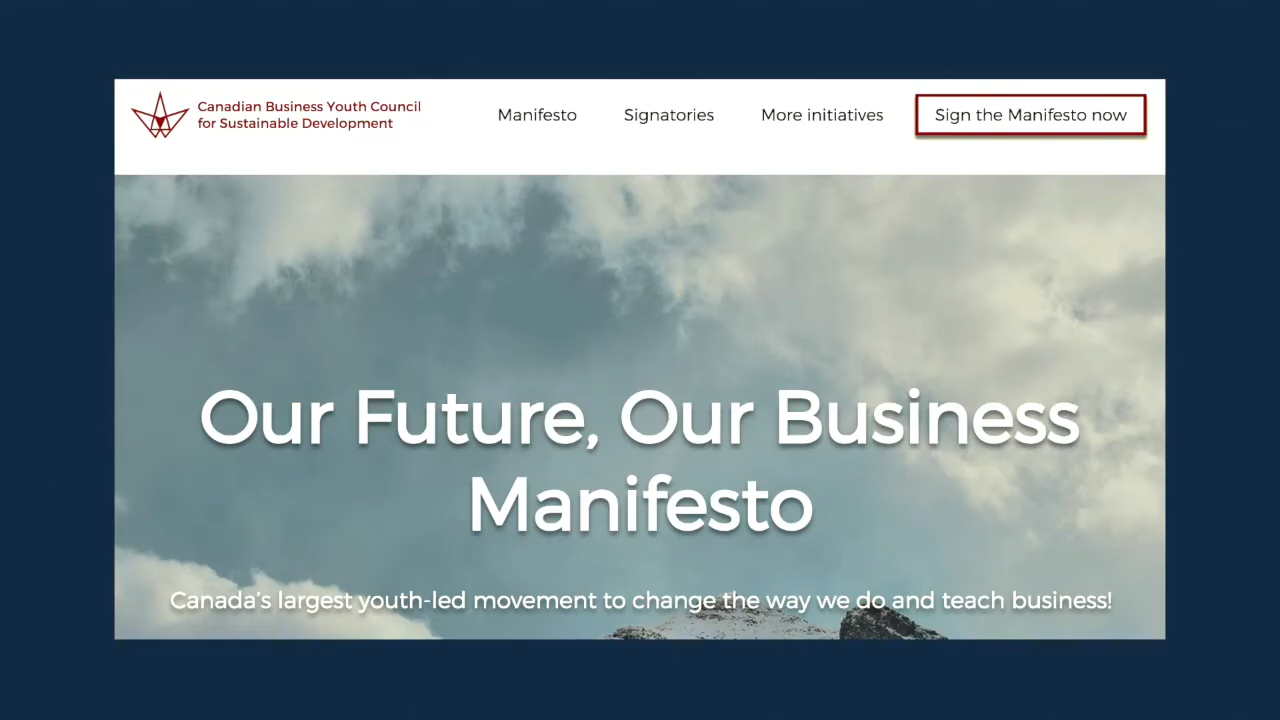 Canadian Business Youth Council
for Sustainable Development
Manifesto
Signatories
More initiatives
Sign the Manifesto now
Our Future, Our Business
Manifesto
Canada’s largest youth-led movement to change the way we do and teach business!